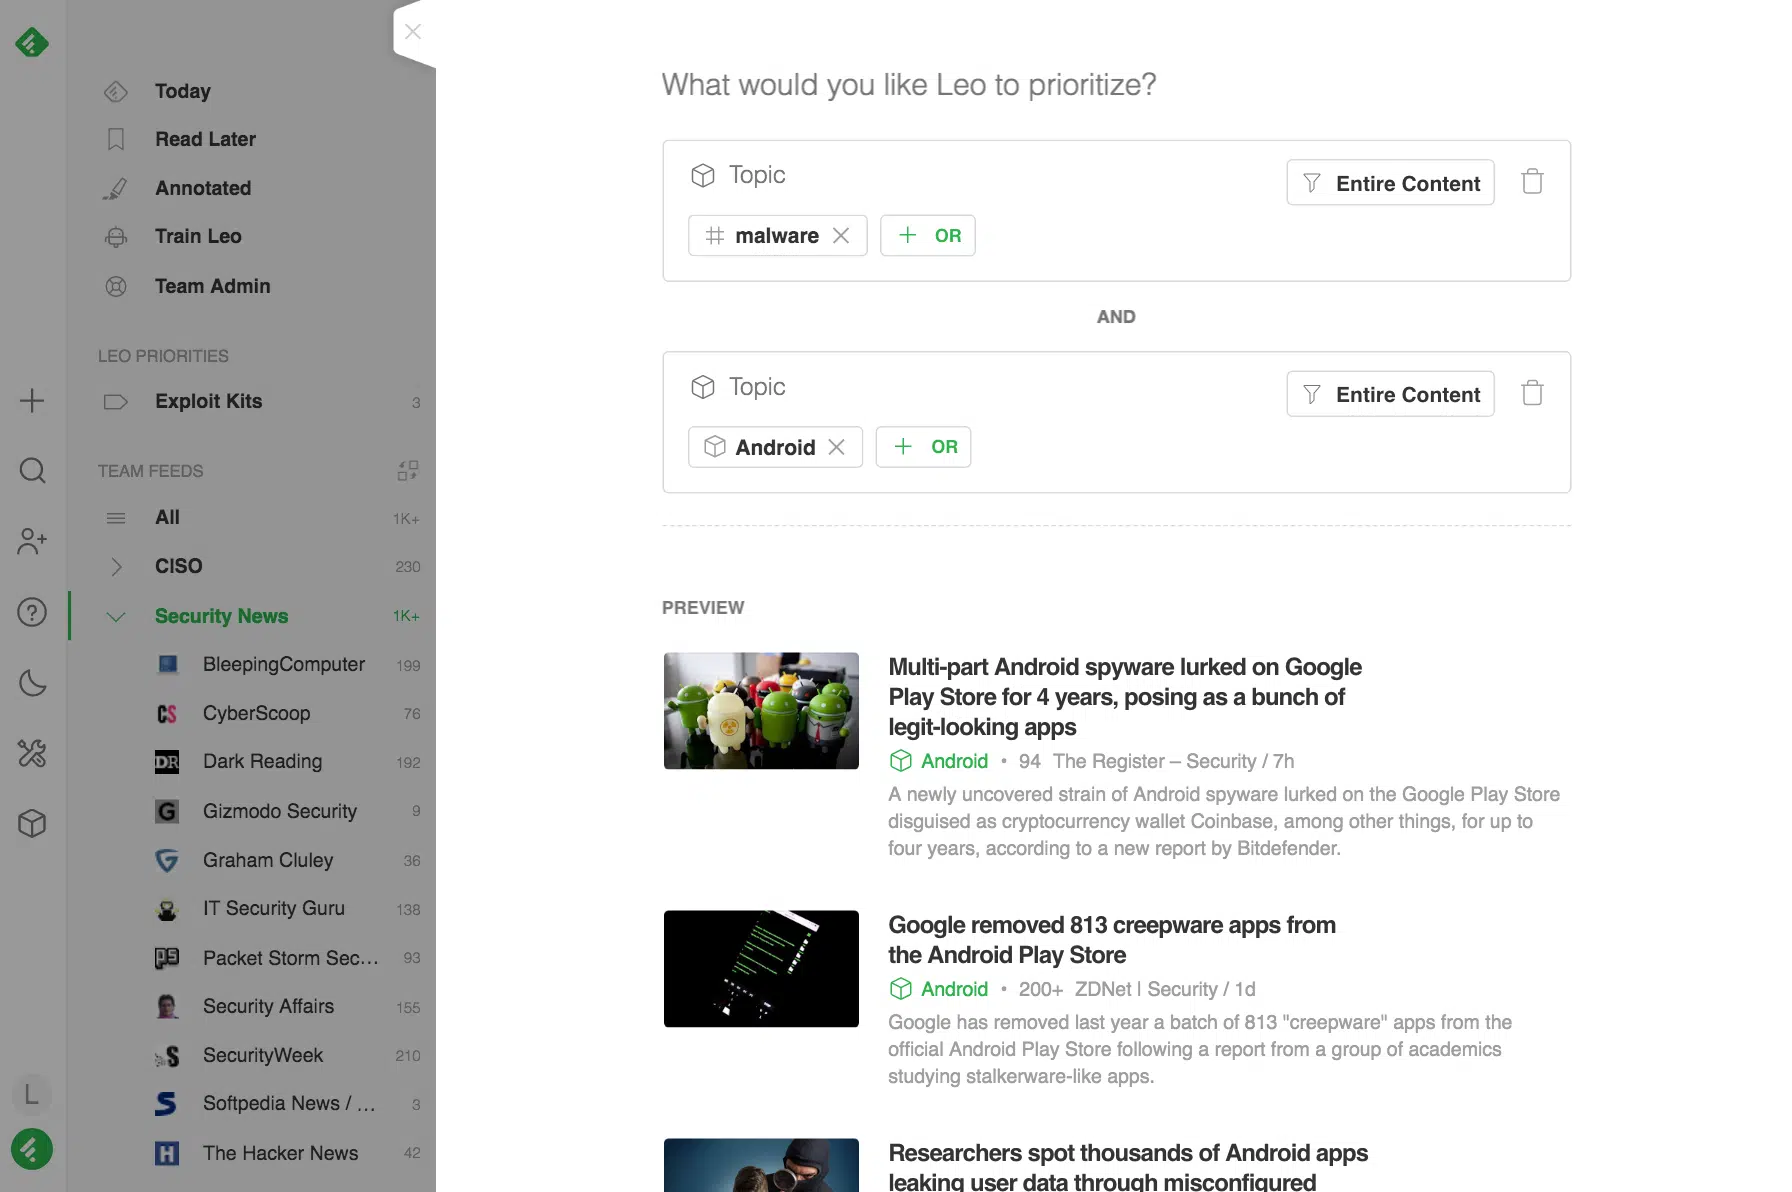 Today
Read Later
Annotated
Train Leo
Team Admin
LEO PRIORITIES
Exploit Kits 3
TEAM FEEDS
All 1K+
CISO 230
Security News 1K+
BleepingComputer 199
CyberScoop 76
Dark Reading 192
Gizmodo Security 9
Graham Cluley 36
IT Security Guru 138
Packet Storm Sec... 93
Security Affairs 155
SecurityWeek 210
Softpedia News / ... 3
The Hacker News 42
L
What would you like Leo to prioritize?
Topic Entire Content
malware + OR
AND
Topic Entire Content
Android + OR
PREVIEW
Multi-part Android spyware lurked on Google
Play Store for 4 years, posing as a bunch of
legit-looking apps
Android • 94 The Register – Security / 7h
A newly uncovered strain of Android spyware lurked on the Google Play Store
disguised as cryptocurrency wallet Coinbase, among other things, for up to
four years, according to a new report by Bitdefender.
Google removed 813 creepware apps from
the Android Play Store
Android • 200+ ZDNet | Security / 1d
Google has removed last year a batch of 813 "creepware" apps from the
official Android Play Store following a report from a group of academics
studying stalkerware-like apps.
Researchers spot thousands of Android apps
leaking user data through misconfigured